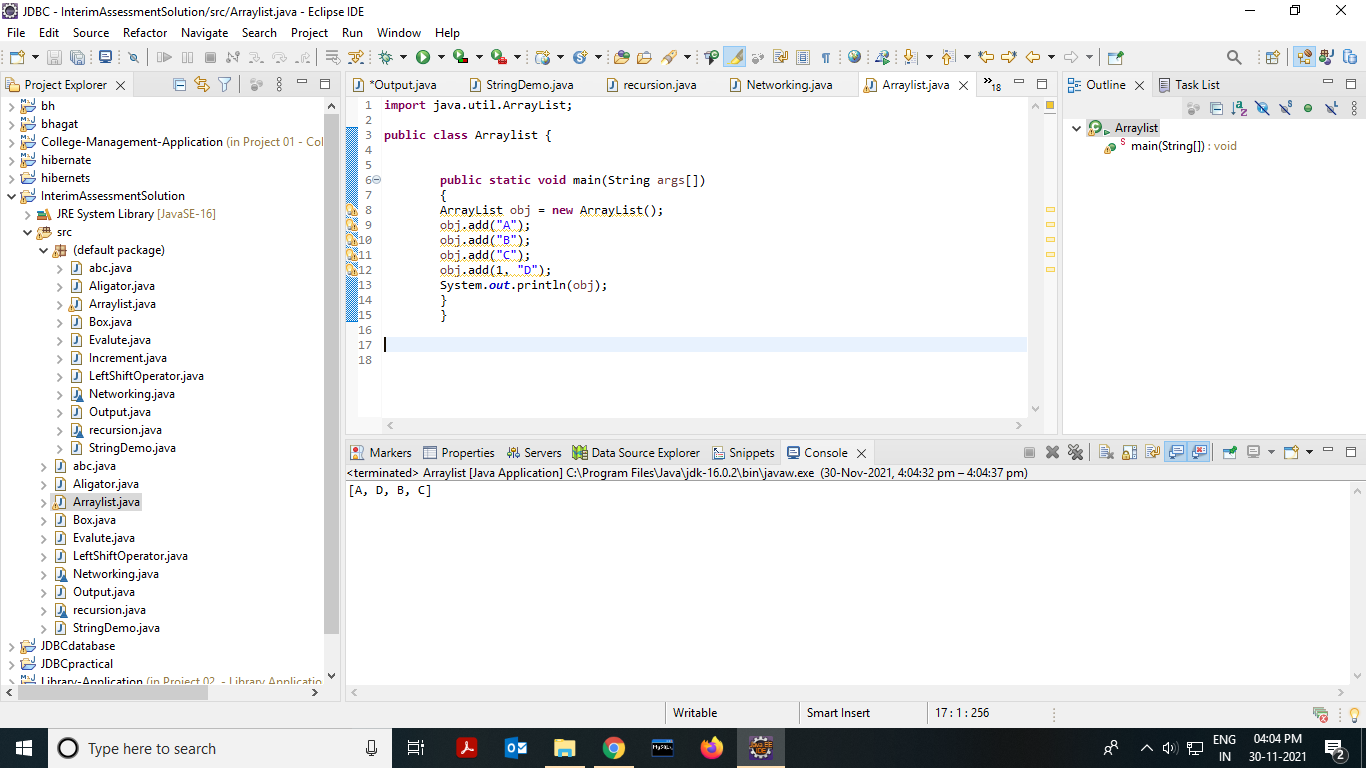 JDBC - InterimAssessmentSolution/src/Arraylist.java - Eclipse IDE
File Edit Source Refactor Navigate Search Project Run Window Help
Project Explorer
bh
bhagat
College-Management-Application (in Project 01 - Col
hibernate
hibernets
InterimAssessmentSolution
JRE System Library [JavaSE-16]
src
(default package)
abc.java
Aligator.java
Arraylist.java
Box.java
Evalute.java
Increment.java
LeftShiftOperator.java
Networking.java
Output.java
recursion.java
StringDemo.java
abc.java
Aligator.java
Arraylist.java
Box.java
Evalute.java
LeftShiftOperator.java
Networking.java
Output.java
recursion.java
StringDemo.java
JDBCdatabase
JDBCpractical
Library-Application (in Project 02 - Library Applicatio
*Output.java StringDemo.java recursion.java Networking.java Arraylist.java »18
1 import java.util.ArrayList;
2
3 public class Arraylist {
4
5
6 public static void main(String args[])
7 {
8 ArrayList obj = new ArrayList();
9 obj.add("A");
10 obj.add("B");
11 obj.add("C");
12 obj.add(1, "D");
13 System.out.println(obj);
14 }
15 }
16
17
18
Outline Task List
Arraylist
main(String[]) : void
Markers Properties Servers Data Source Explorer Snippets Console
<terminated> Arraylist [Java Application] C:\Program Files\Java\jdk-16.0.2\bin\javaw.exe (30-Nov-2021, 4:04:32 pm – 4:04:37 pm)
[A, D, B, C]
Writable Smart Insert 17 : 1 : 256
Type here to search
ENG
IN
04:04 PM
30-11-2021
2